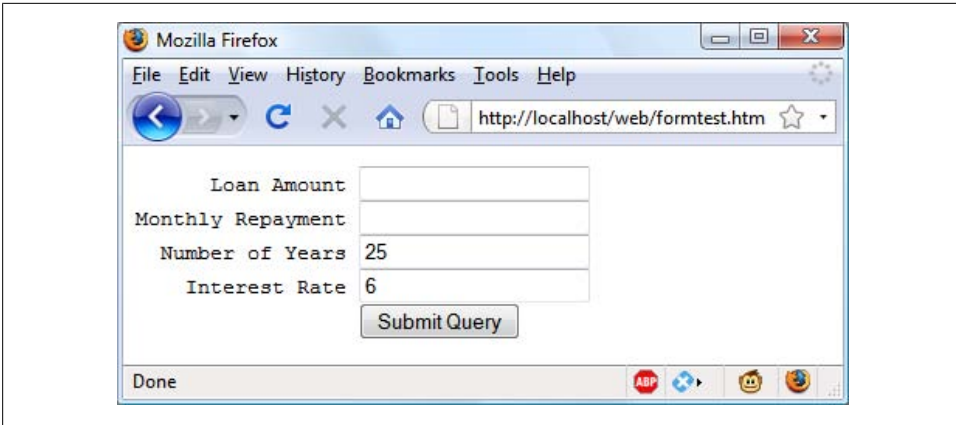 Mozilla Firefox
File Edit View History Bookmarks Tools Help
http://localhost/web/formtest.htm
Loan Amount
Monthly Repayment
Number of Years 25
Interest Rate 6
Submit Query
Done
ABP